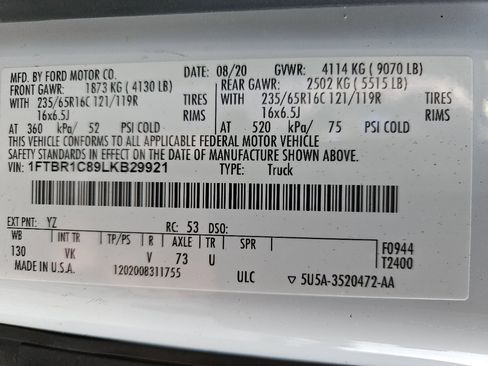 MFD. BY FORD MOTOR CO. 08/20 GVWR: 4114 KG ( 9070 LB)
FRONT GAWR: 1873 KG ( 4130 LB) REAR GAWR: 2502 KG ( 5515 LB)
WITH 235/65R16C 121/119R TIRES WITH 235/65R16C 121/119R TIRES
16x6.5J RIMS 16x6.5J RIMS
AT 360 kPa/ 52 PSI COLD AT 520 kPa/ 75 PSI COLD
THIS VEHICLE CONFORMS TO ALL APPLICABLE FEDERAL MOTOR VEHICLE
SAFETY STANDARDS IN EFFECT ON THE DATE OF MANUFACTURE SHOWN ABOVE.
VIN: 1FTBR1C89LKB29921 TYPE: Truck
EXT PNT: YZ RC: 53 DSO:
WB INT TR TP/PS R AXLE TR SPR F0944
130 VK V 73 U T2400
MADE IN U.S.A. 1202008311755 ULC ▽ 5U5A-3520472-AA